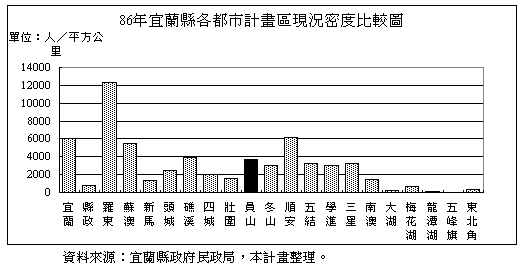 86年宜蘭縣各都市計畫區現況密度比較圖
單位：人／平方公
里
14000
12000
10000
8000
6000
4000
2000
0
宜蘭
縣政
羅東
蘇澳
新馬
頭城
礁溪
四城
壯圍
員山
冬山
順安
五結
學進
三星
南澳
大湖
梅花湖
龍潭湖
五峰旗
東北角
資料來源：宜蘭縣政府民政局，本計畫整理。